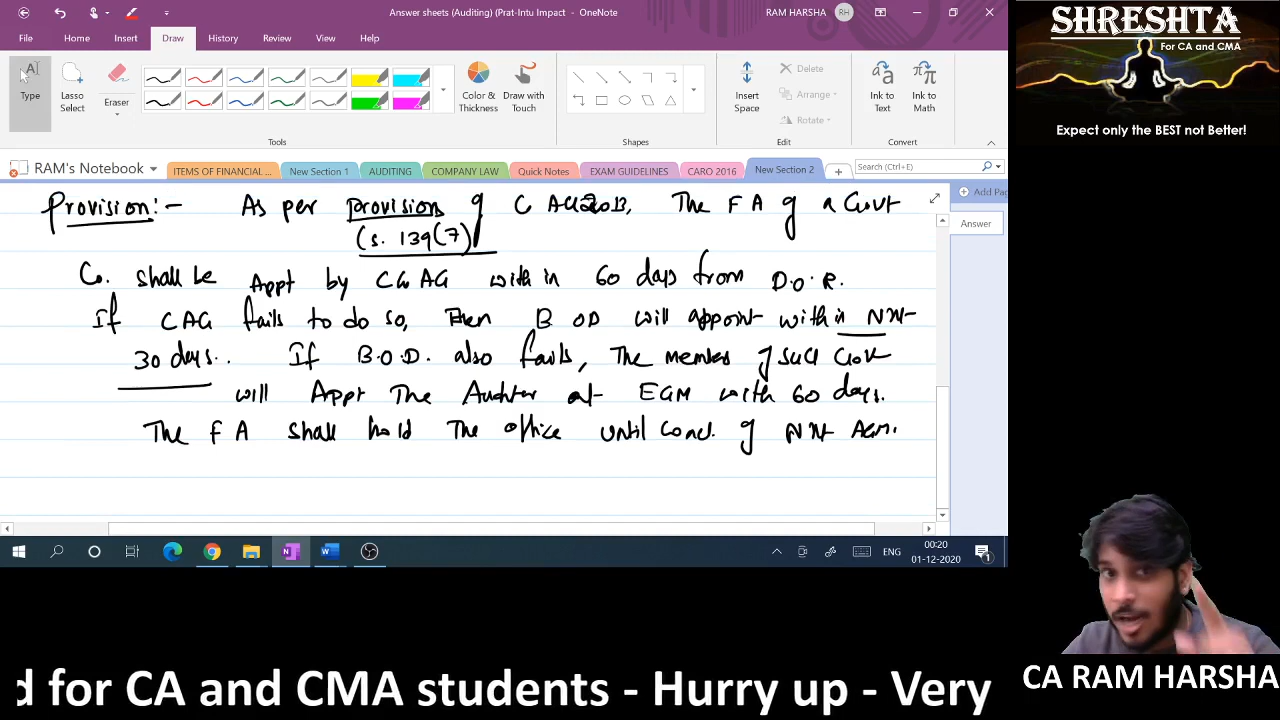 Answer sheets (Auditing) (Prat-Intu Impact - OneNote
RAM HARSHA
RH
File Home Insert Draw History Review View Help
Type
Lasso Select
Eraser
Color & Thickness
Draw with Touch
Insert Space
Delete
Arrange
Rotate
Ink to Text
Ink to Math
Tools
Shapes
Edit
Convert
RAM's Notebook
ITEMS OF FINANCIAL ...
New Section 1
AUDITING
COMPANY LAW
Quick Notes
EXAM GUIDELINES
CARO 2016
New Section 2
Search (Ctrl+E)
Add Pag
Answer
Provision:- As per provision of C Act 2013, The F A of a Govt
(s. 139(7)
Co. shall be Appt by C&AG with in 60 days from D.O.R.
If CAG fails to do so, Then B OD will appoint within Nxt
30 days.. If B.O.D. also fails, The members of such Govt
will Appt The Auditor at EGM with 60 days.
The F A shall hold The office until Concl. of Nxt AGM.
ENG
00:20
01-12-2020
SHRESHTA
For CA and CMA
Expect only the BEST not Better!
d for CA and CMA students - Hurry up - Very
CA RAM HARSHA